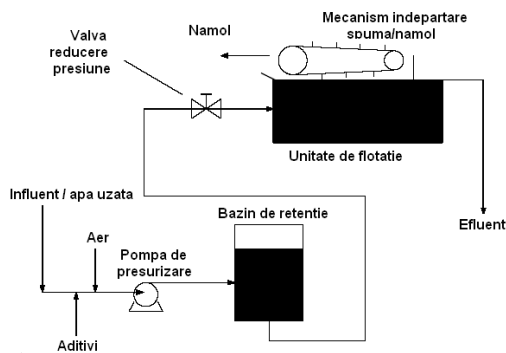 Mecanism indepartare
spuma/namol
Namol
Valva
reducere
presiune
Unitate de flotatie
Influent / apa uzata
Bazin de retentie
Efluent
Aer
Pompa de
presurizare
Aditivi